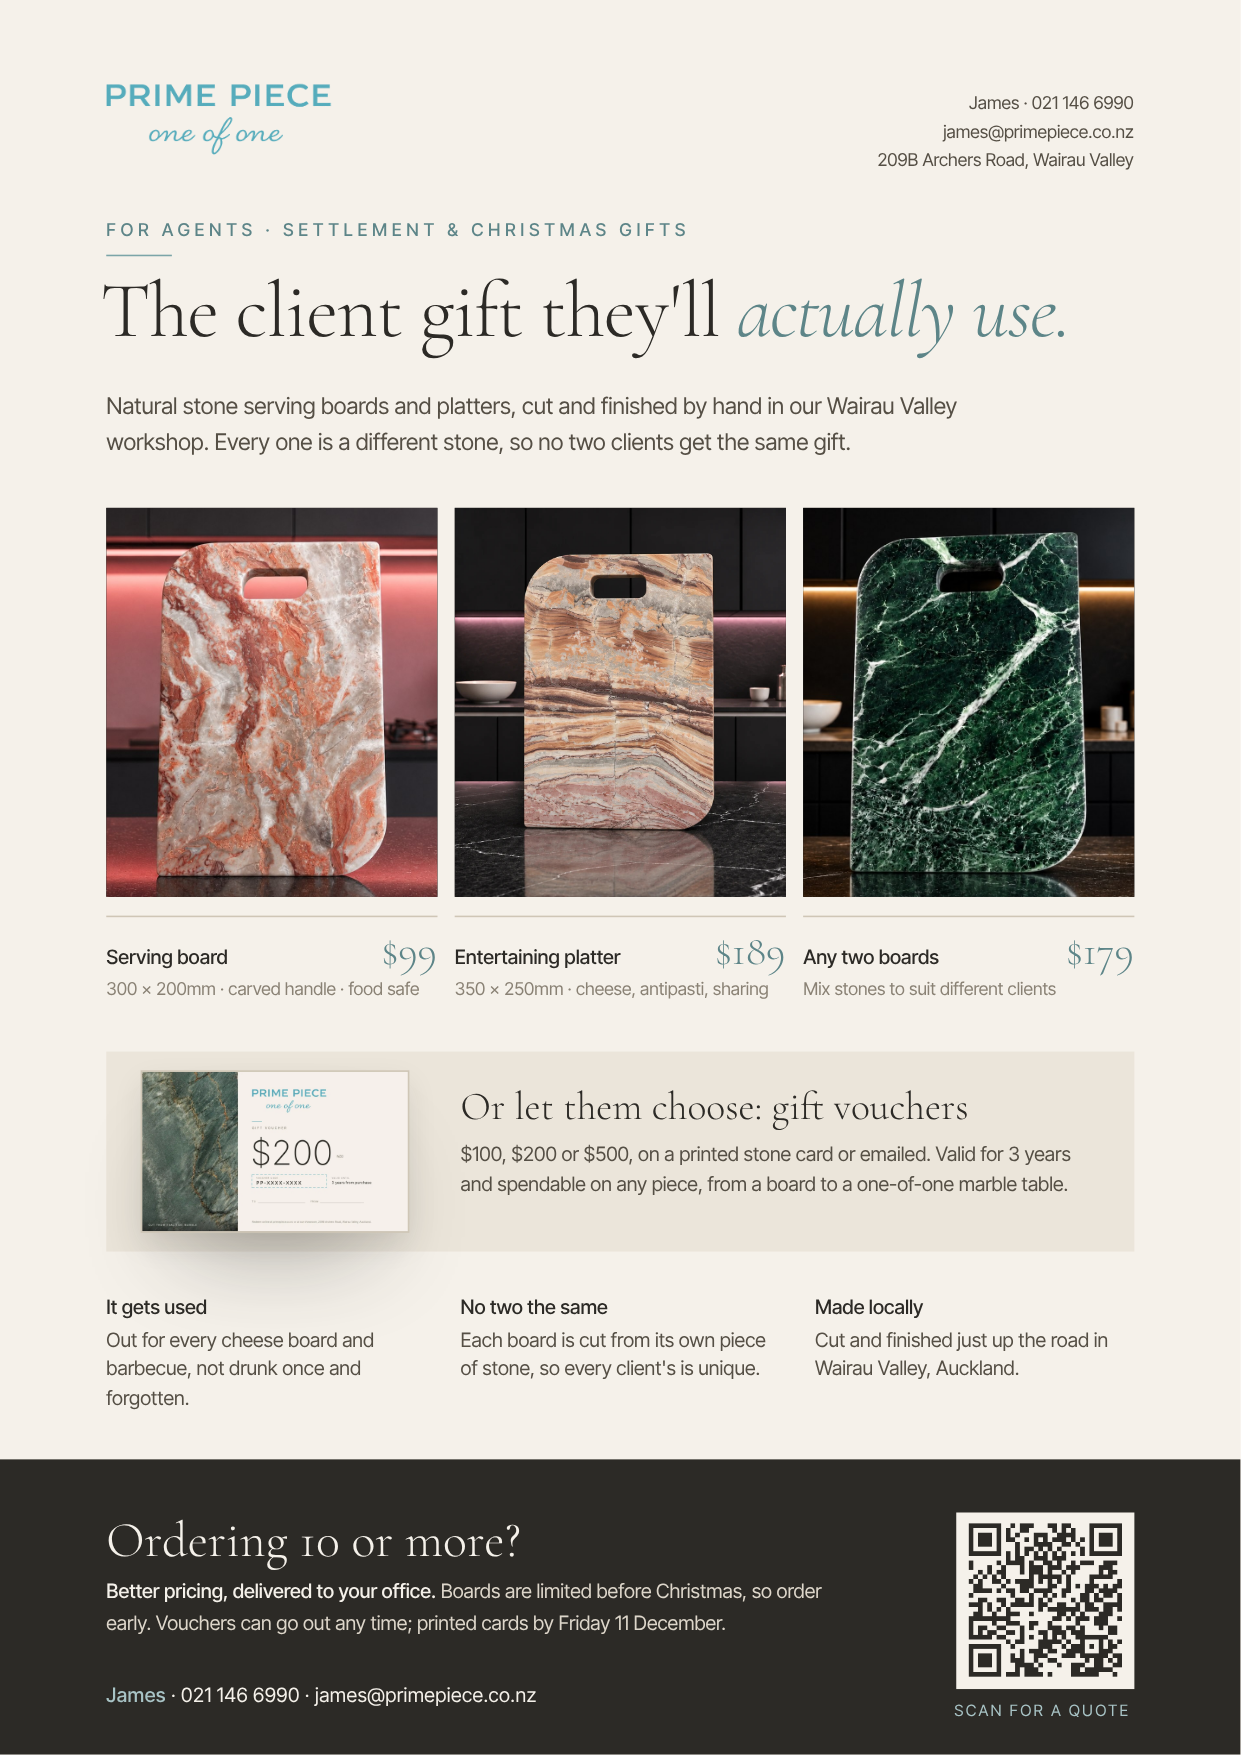 PRIME PIECE
one of one
James · 021 146 6990
james@primepiece.co.nz
209B Archers Road, Wairau Valley
FOR AGENTS · SETTLEMENT & CHRISTMAS GIFTS
The client gift they'll actually use.
Natural stone serving boards and platters, cut and finished by hand in our Wairau Valley
workshop. Every one is a different stone, so no two clients get the same gift.
Serving board $99
300 × 200mm · carved handle · food safe
Entertaining platter $189
350 × 250mm · cheese, antipasti, sharing
Any two boards $179
Mix stones to suit different clients
PRIME PIECE
one of one
GIFT VOUCHER
$200
PP-XXXX-XXXX
3 years from purchase
Or let them choose: gift vouchers
$100, $200 or $500, on a printed stone card or emailed. Valid for 3 years
and spendable on any piece, from a board to a one-of-one marble table.
It gets used
Out for every cheese board and
barbecue, not drunk once and
forgotten.
No two the same
Each board is cut from its own piece
of stone, so every client's is unique.
Made locally
Cut and finished just up the road in
Wairau Valley, Auckland.
Ordering 10 or more?
Better pricing, delivered to your office. Boards are limited before Christmas, so order
early. Vouchers can go out any time; printed cards by Friday 11 December.
James · 021 146 6990 · james@primepiece.co.nz
SCAN FOR A QUOTE